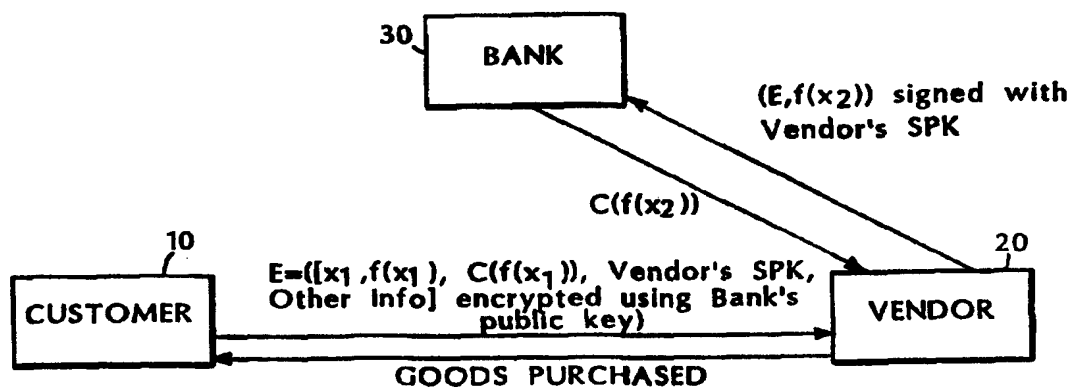 30
BANK
(E,f(x2)) signed with
Vendor's SPK
C(f(x2))
10
20
E=([x1,f(x1), C(f(x1)), Vendor's SPK,
Other Info] encrypted using Bank's
public key)
CUSTOMER
VENDOR
GOODS PURCHASED